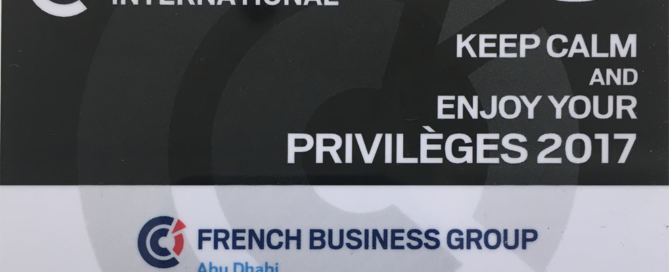 INTERNATIONAL
KEEP CALM
AND
ENJOY YOUR
PRIVILÈGES 2017
FRENCH BUSINESS GROUP
Abu Dhabi